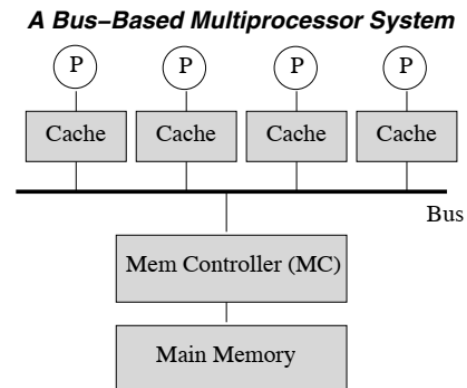 A Bus–Based Multiprocessor System
P P P P
Cache Cache Cache Cache
Bus
Mem Controller (MC)
Main Memory